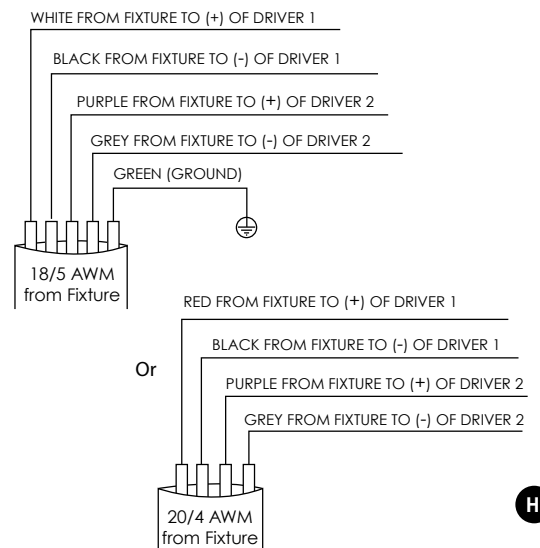 WHITE FROM FIXTURE TO (+) OF DRIVER 1
BLACK FROM FIXTURE TO (-) OF DRIVER 1
PURPLE FROM FIXTURE TO (+) OF DRIVER 2
GREY FROM FIXTURE TO (-) OF DRIVER 2
GREEN (GROUND)
18/5 AWM
from Fixture
Or
RED FROM FIXTURE TO (+) OF DRIVER 1
BLACK FROM FIXTURE TO (-) OF DRIVER 1
PURPLE FROM FIXTURE TO (+) OF DRIVER 2
GREY FROM FIXTURE TO (-) OF DRIVER 2
20/4 AWM
from Fixture
H